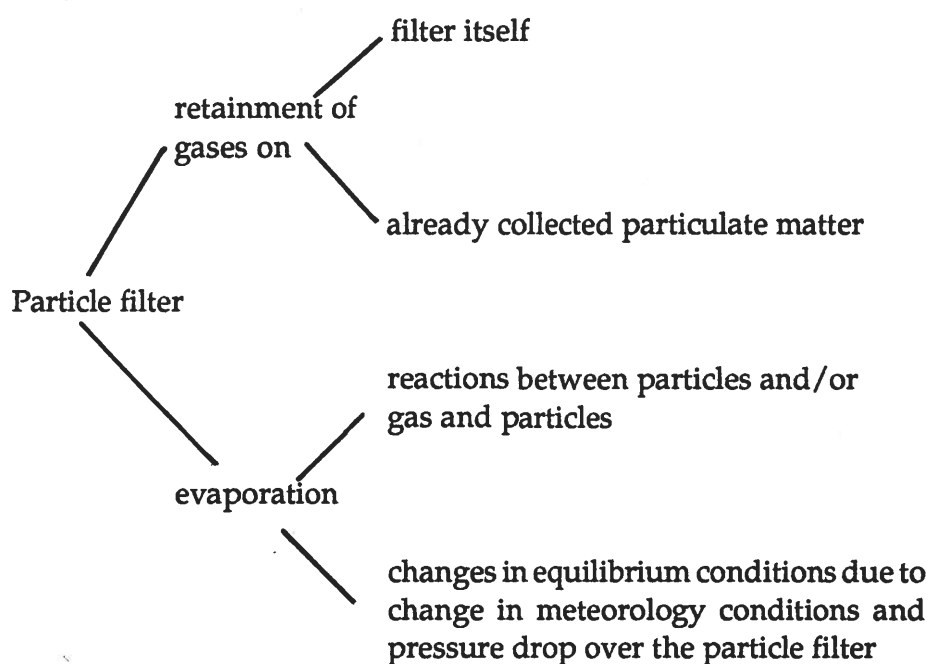 filter itself
retainment of
gases on
already collected particulate matter
Particle filter
reactions between particles and/or
gas and particles
evaporation
changes in equilibrium conditions due to
change in meteorology conditions and
pressure drop over the particle filter